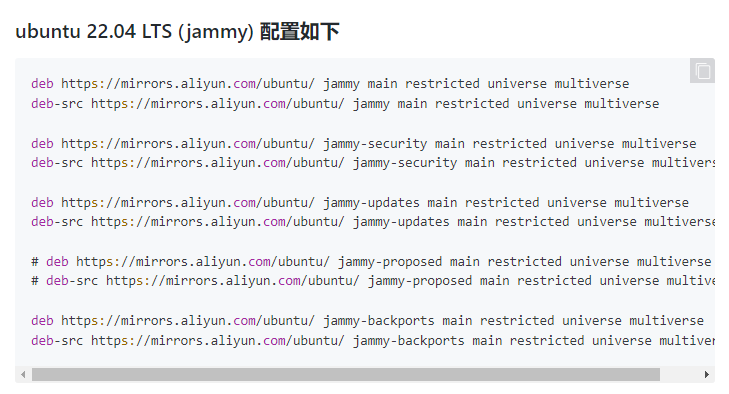 ubuntu 22.04 LTS (jammy) 配置如下
deb https://mirrors.aliyun.com/ubuntu/ jammy main restricted universe multiverse
deb-src https://mirrors.aliyun.com/ubuntu/ jammy main restricted universe multiverse
deb https://mirrors.aliyun.com/ubuntu/ jammy-security main restricted universe multiverse
deb-src https://mirrors.aliyun.com/ubuntu/ jammy-security main restricted universe multivers
deb https://mirrors.aliyun.com/ubuntu/ jammy-updates main restricted universe multiverse
deb-src https://mirrors.aliyun.com/ubuntu/ jammy-updates main restricted universe multiverse
# deb https://mirrors.aliyun.com/ubuntu/ jammy-proposed main restricted universe multiverse
# deb-src https://mirrors.aliyun.com/ubuntu/ jammy-proposed main restricted universe multive
deb https://mirrors.aliyun.com/ubuntu/ jammy-backports main restricted universe multiverse
deb-src https://mirrors.aliyun.com/ubuntu/ jammy-backports main restricted universe multiver